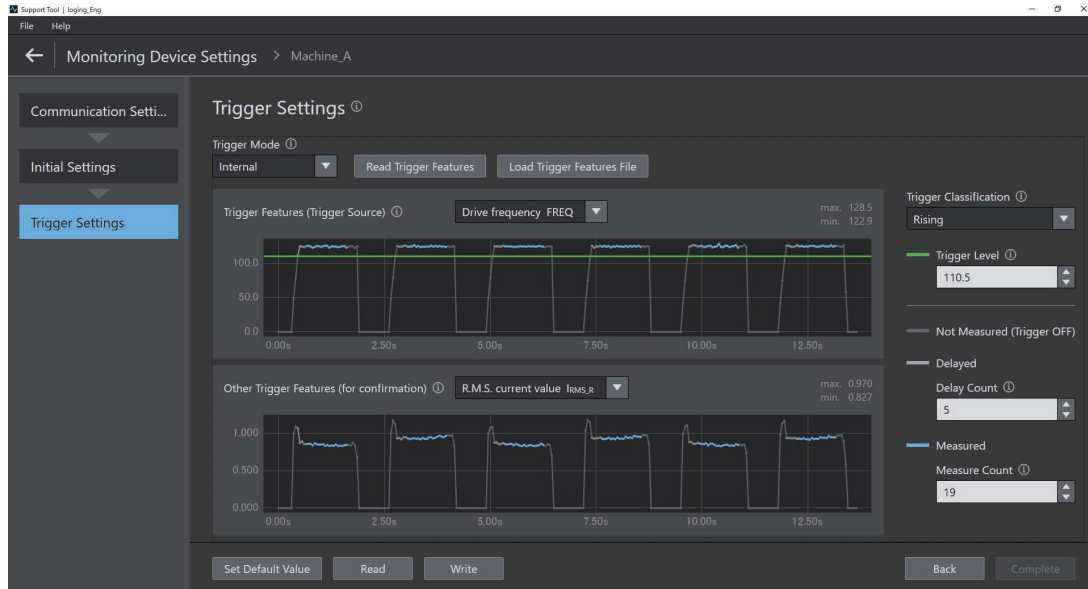 Support Tool | loging_Eng
File Help
Monitoring Device Settings > Machine_A
Communication Setti...
Initial Settings
Trigger Settings
Trigger Settings
Trigger Mode
Internal
Read Trigger Features
Load Trigger Features File
Trigger Features (Trigger Source)
Drive frequency FREQ
max. 128.5
min. 122.9
100.0
50.0
0.0
0.00s 2.50s 5.00s 7.50s 10.00s 12.50s
Other Trigger Features (for confirmation)
R.M.S. current value IRMS_R
max. 0.970
min. 0.827
1.000
0.500
0.000
0.00s 2.50s 5.00s 7.50s 10.00s 12.50s
Trigger Classification
Rising
Trigger Level
110.5
Not Measured (Trigger OFF)
Delayed
Delay Count
5
Measured
Measure Count
19
Set Default Value
Read
Write
Back
Complete